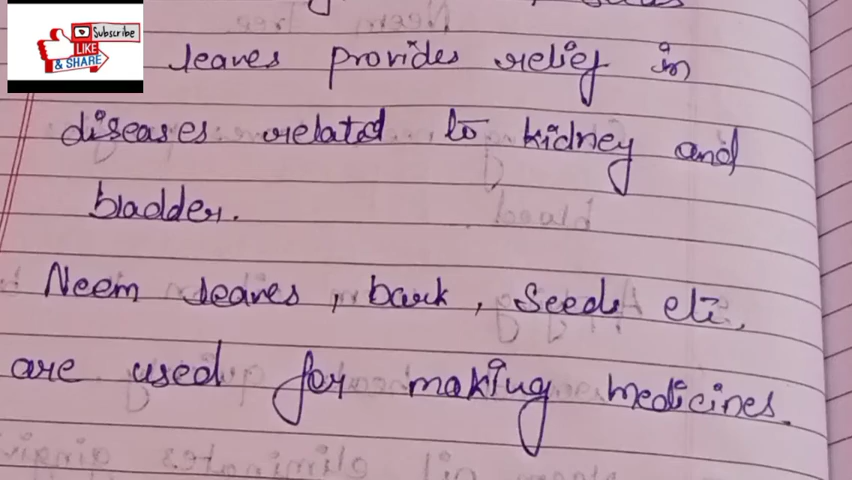 Subscribe
LIKE
& SHARE
leaves provides relief in
diseases related to kidney and
bladder.
Neem leaves, bark, Seeds etc.
are used for making medicines.